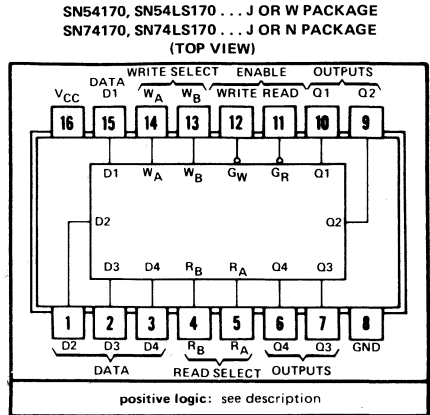 SN54170, SN54LS170 . . . J OR W PACKAGE
SN74170, SN74LS170 . . . J OR N PACKAGE
(TOP VIEW)
WRITE SELECT ENABLE OUTPUTS
DATA
VCC D1 WA WB WRITE READ Q1 Q2
16 15 14 13 12 11 10 9
D1 WA WB GW GR Q1
D2 Q2
D3 D4 RB RA Q4 Q3
1 2 3 4 5 6 7 8
D2 D3 D4 RB RA Q4 Q3 GND
DATA READ SELECT OUTPUTS
positive logic: see description